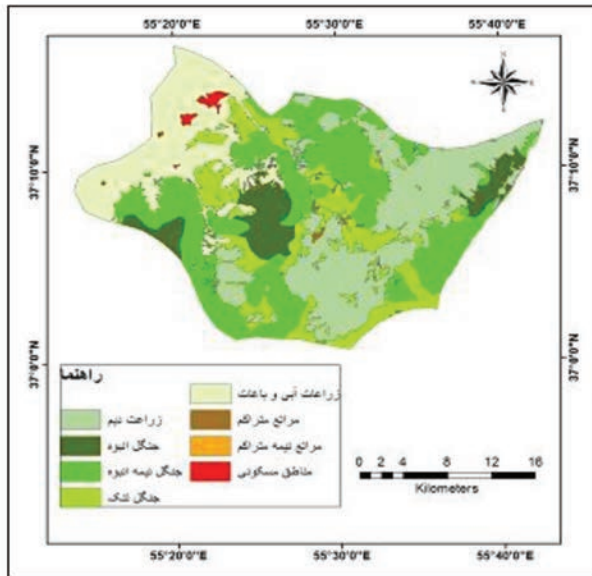 55°20'0"E 55°30'0"E 55°40'0"E
37°10'0"N 37°10'0"N
37°0'0"N 37°0'0"N
راهنما
زراعات آبی و باغات
زراعت دیم مراتع متراکم
جنگل انبوه مراتع نیمه متراکم
جنگل نیمه انبوه مناطق مسکونی
جنگل تنک
0 2 4 8 12 16
Kilometers
55°20'0"E 55°30'0"E 55°40'0"E